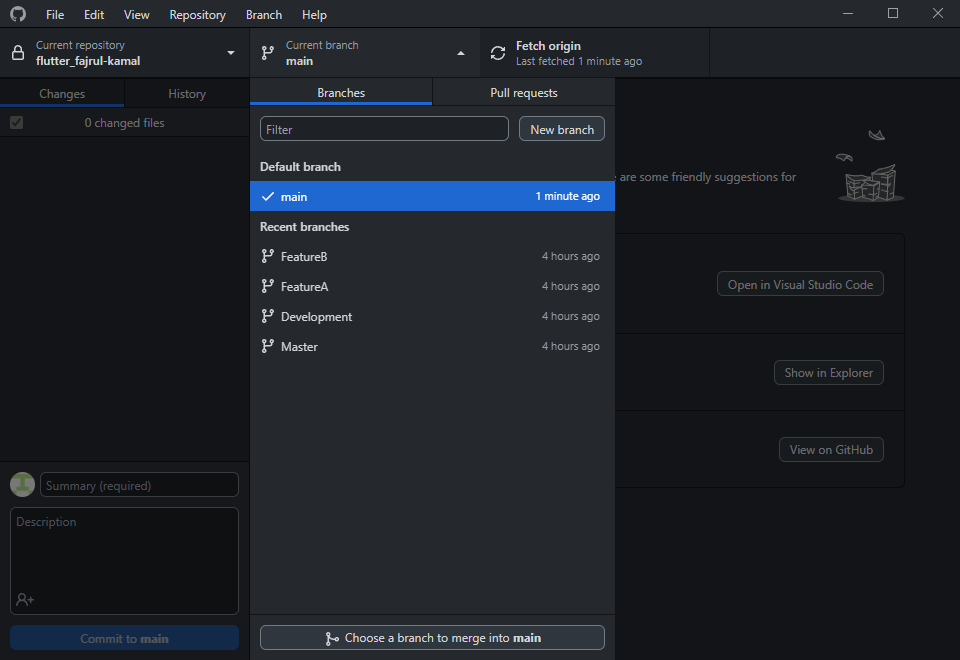 File Edit View Repository Branch Help
Current repository
flutter_fajrul-kamal
Current branch
main
Fetch origin
Last fetched 1 minute ago
Changes History
0 changed files
Branches Pull requests
Filter New branch
Default branch
main 1 minute ago
Recent branches
FeatureB 4 hours ago
FeatureA 4 hours ago
Development 4 hours ago
Master 4 hours ago
Choose a branch to merge into main
are some friendly suggestions for
Open in Visual Studio Code
Show in Explorer
View on GitHub
Summary (required)
Description
Commit to main